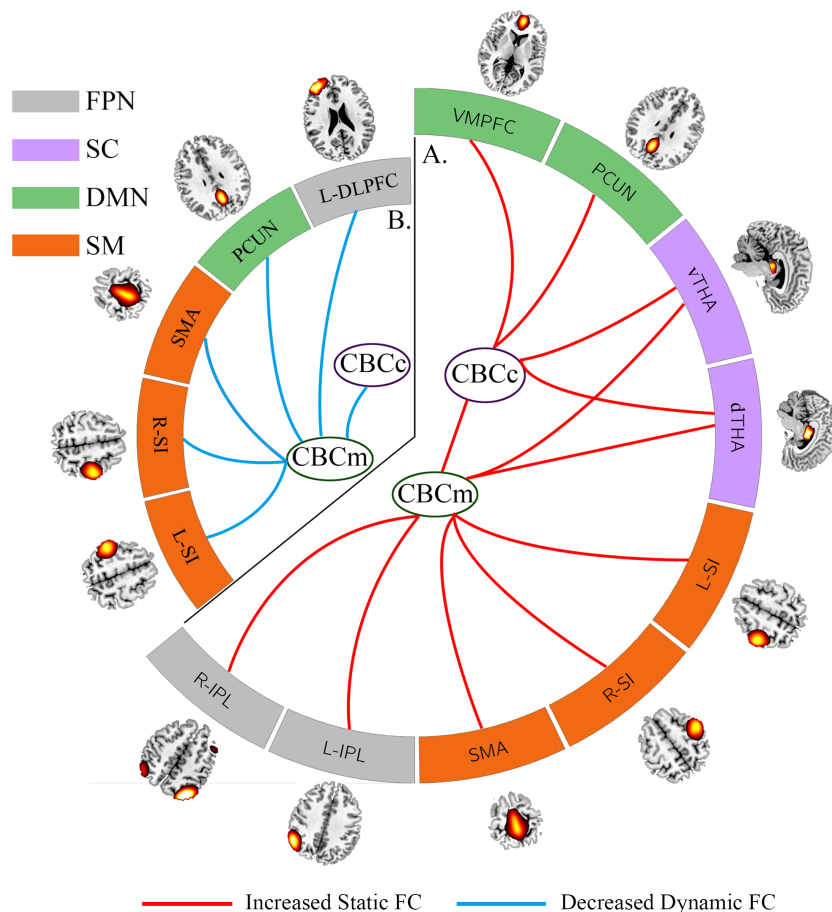 FPN
SC
DMN
SM
A.
VMPFC
PCUN
vTHA
dTHA
L-SI
R-SI
SMA
L-IPL
R-IPL
CBCc
CBCm
B.
L-DLPFC
PCUN
SMA
R-SI
L-SI
CBCc
CBCm
Increased Static FC
Decreased Dynamic FC